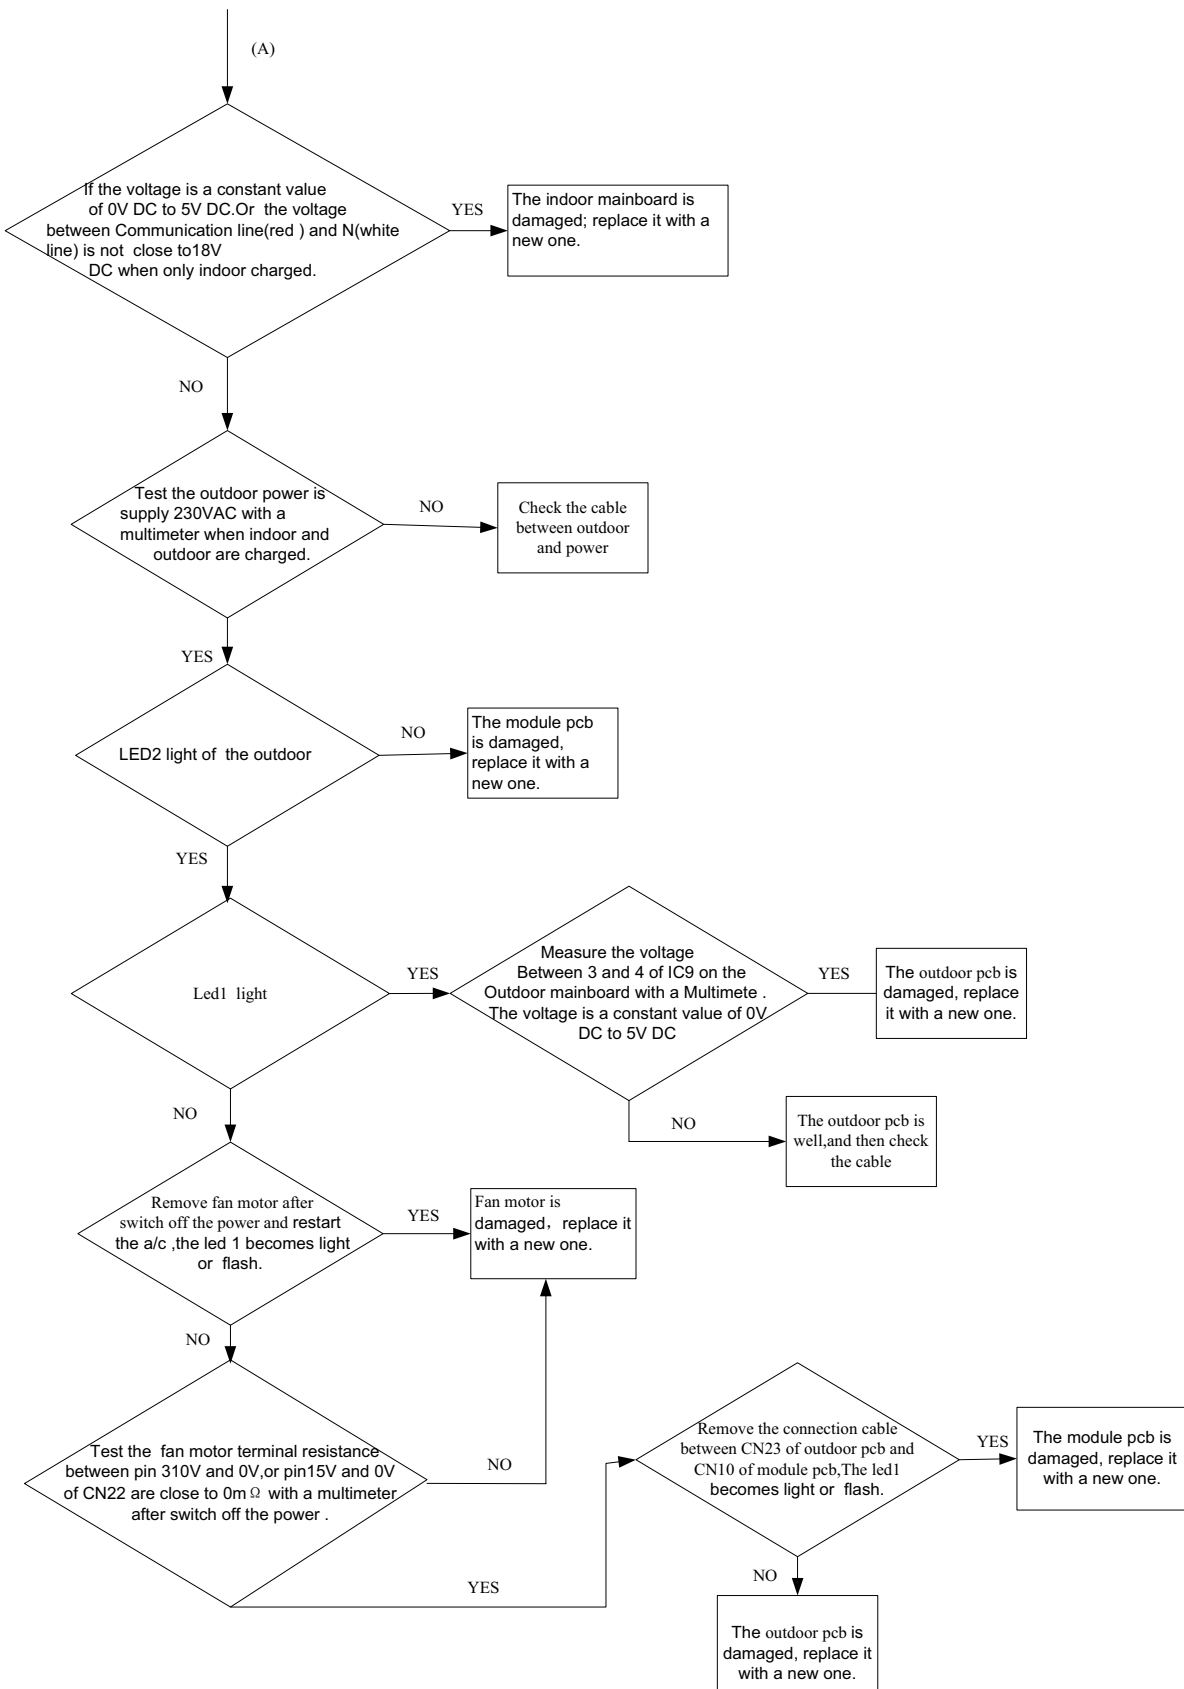 (A)
If the voltage is a constant value
of 0V DC to 5V DC.Or the voltage
between Communication line(red ) and N(white
line) is not close to18V
DC when only indoor charged.
YES
The indoor mainboard is
damaged; replace it with a
new one.
NO
Test the outdoor power is
supply 230VAC with a
multimeter when indoor and
outdoor are charged.
NO
Check the cable
between outdoor
and power
YES
LED2 light of the outdoor
NO
The module pcb
is damaged,
replace it with a
new one.
YES
Led1 light
YES
Measure the voltage
Between 3 and 4 of IC9 on the
Outdoor mainboard with a Multimete .
The voltage is a constant value of 0V
DC to 5V DC
YES
The outdoor pcb is
damaged, replace
it with a new one.
NO
The outdoor pcb is
well,and then check
the cable
NO
Remove fan motor after
switch off the power and restart
the a/c ,the led 1 becomes light
or flash.
YES
Fan motor is
damaged，replace it
with a new one.
NO
Test the fan motor terminal resistance
between pin 310V and 0V,or pin15V and 0V
of CN22 are close to 0mΩ with a multimeter
after switch off the power .
NO
YES
Remove the connection cable
between CN23 of outdoor pcb and
CN10 of module pcb,The led1
becomes light or flash.
YES
The module pcb is
damaged, replace it
with a new one.
NO
The outdoor pcb is
damaged, replace it
with a new one.